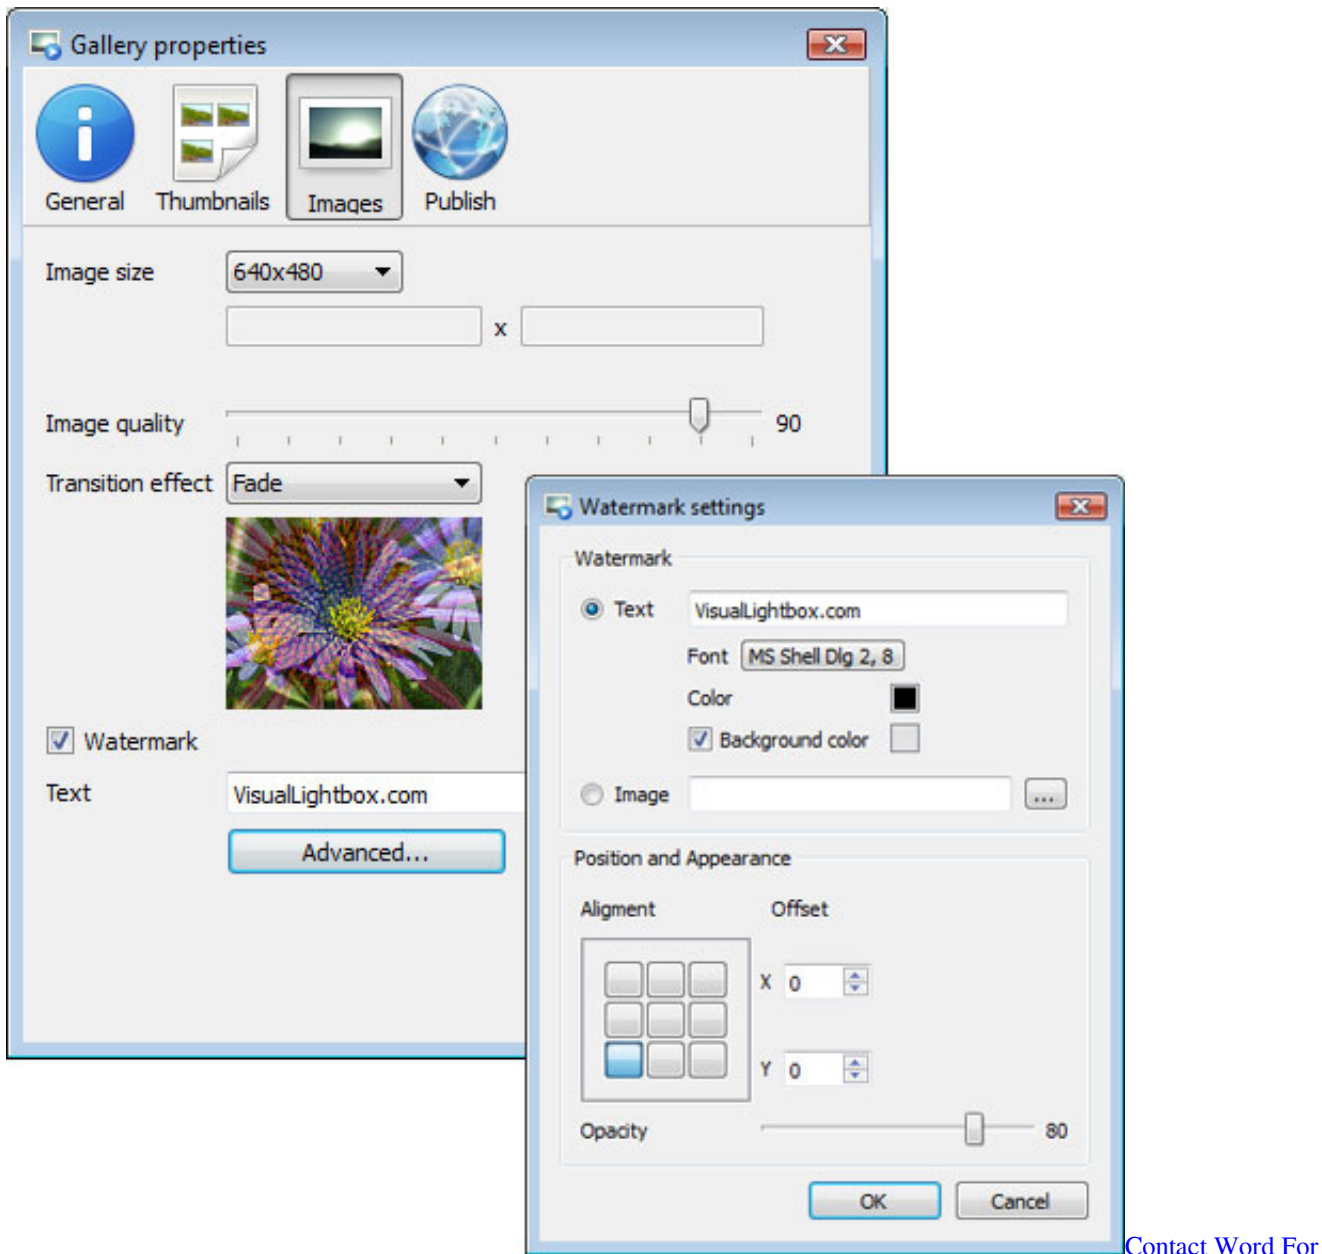 Gallery properties
General Thumbnails Images Publish
Image size 640x480
x
Image quality 90
Transition effect Fade
Watermark
Text VisualLightbox.com
Advanced...
Watermark settings
Watermark
Text VisualLightbox.com
Font MS Shell Dlg 2, 8
Color
Background color
Image ...
Position and Appearance
Aligment Offset
X 0
Y 0
Opacity 80
OK Cancel
Contact Word For